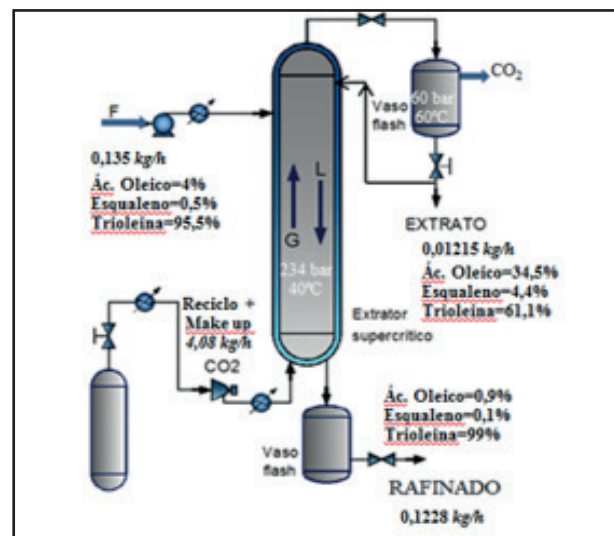 CO2
Vaso
flash
60 bar
60ºC
F
0,135 kg/h
Ác. Oleico=4%
Esqualeno=0,5%
Trioleína=95,5%
L
G
234 bar
40ºC
EXTRATO
0,01215 kg/h
Ác. Oleico=34,5%
Esqualeno=4,4%
Trioleína=61,1%
Reciclo +
Make up
4,08 kg/h
CO2
Extrator
supercrítico
Vaso
flash
Ác. Oleico=0,9%
Esqualeno=0,1%
Trioleína=99%
RAFINADO
0,1228 kg/h